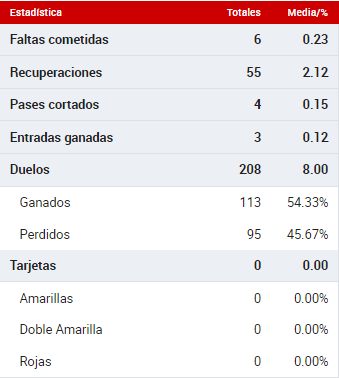 Estadística Totales Media/%
Faltas cometidas 6 0.23
Recuperaciones 55 2.12
Pases cortados 4 0.15
Entradas ganadas 3 0.12
Duelos 208 8.00
Ganados 113 54.33%
Perdidos 95 45.67%
Tarjetas 0 0.00
Amarillas 0 0.00%
Doble Amarilla 0 0.00%
Rojas 0 0.00%